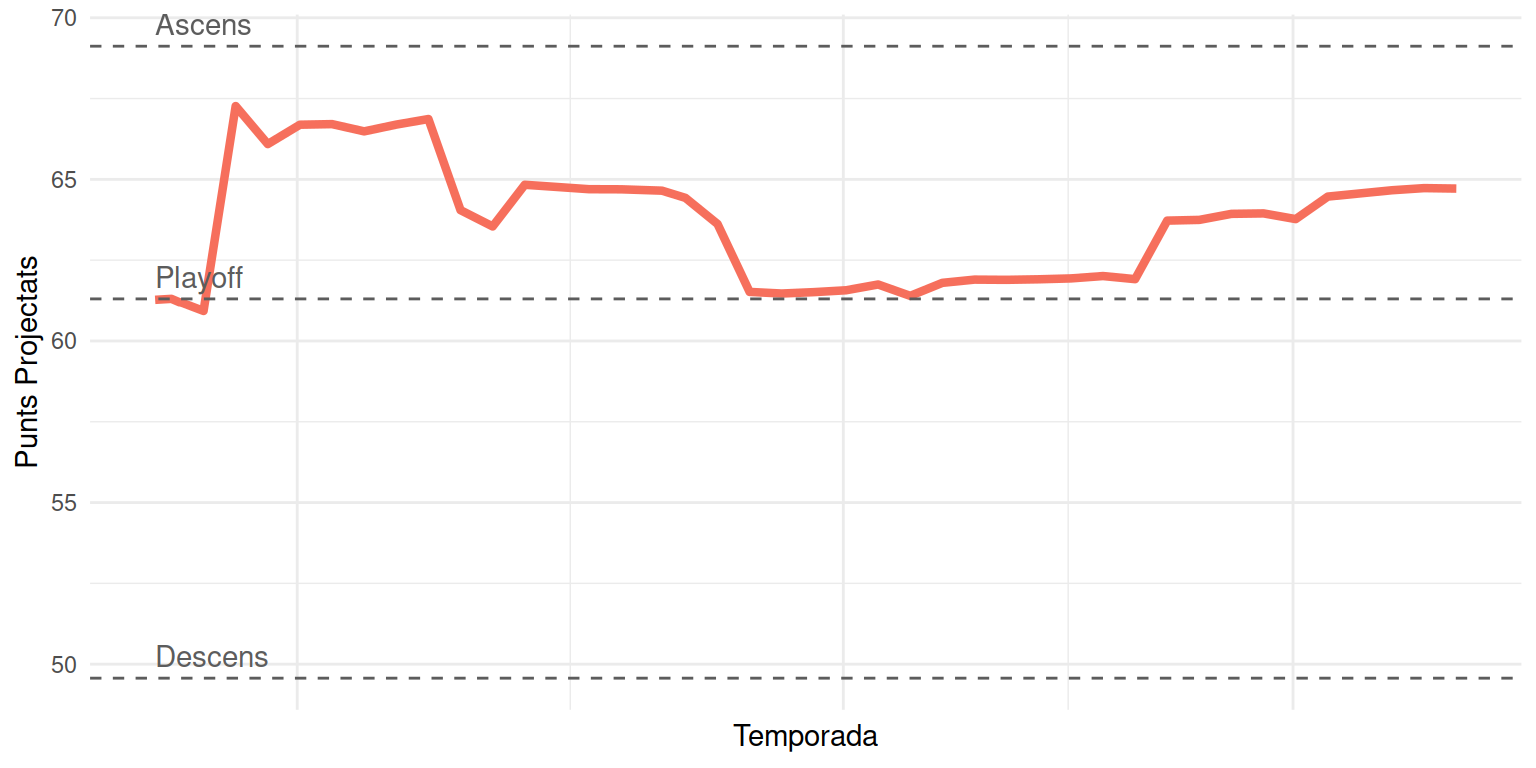 70
Ascens
65
Playoff
60
55
Descens
50
Punts Projectats
Temporada